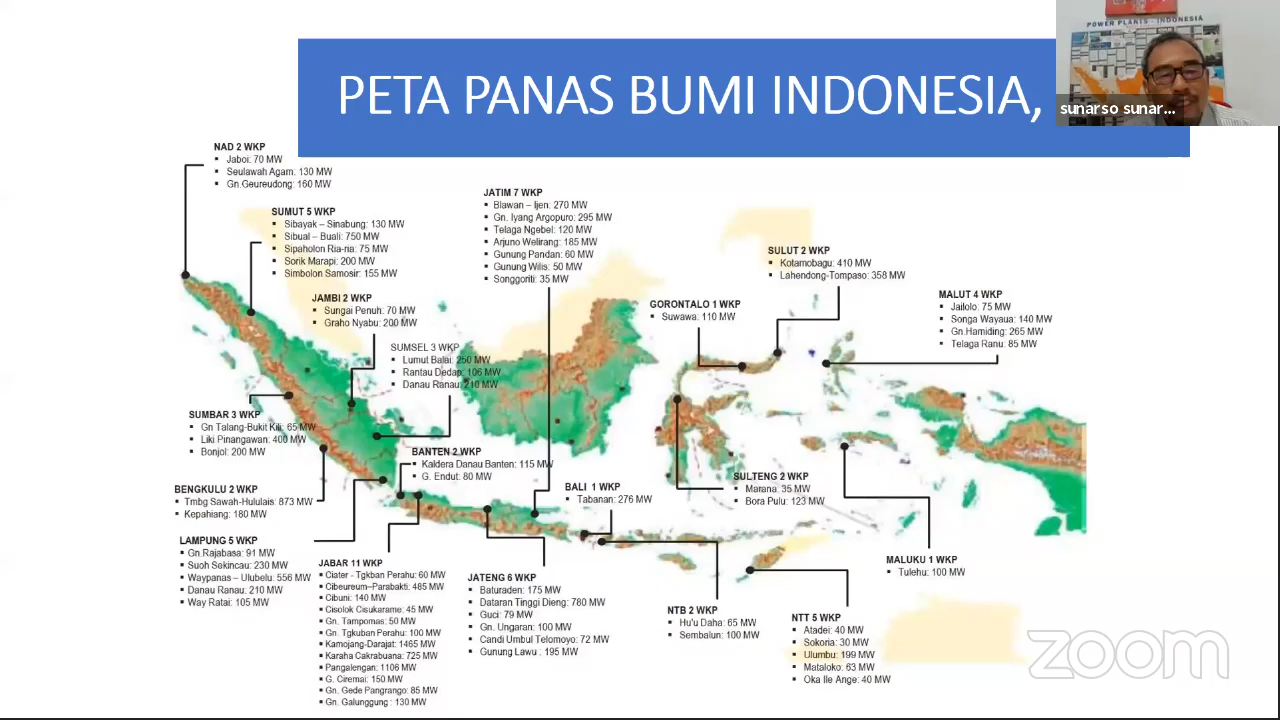 PETA PANAS BUMI INDONESIA,
POWER PLANTS - INDONESIA
sunarso sunar...
NAD 2 WKP
▪ Jaboi: 70 MW
▪ Seulawah Agam: 130 MW
▪ Gn.Geureudong: 160 MW
SUMUT 5 WKP
▪ Sibayak – Sinabung: 130 MW
▪ Sibual – Buali: 750 MW
▪ Sipaholon Ria-ria: 75 MW
▪ Sorik Marapi: 200 MW
▪ Simbolon Samosir: 155 MW
JAMBI 2 WKP
▪ Sungai Penuh: 70 MW
▪ Graho Nyabu: 200 MW
SUMSEL 3 WKP
▪ Lumut Balai: 250 MW
▪ Rantau Dedap: 106 MW
▪ Danau Ranau: 210 MW
JATIM 7 WKP
▪ Blawan – Ijen: 270 MW
▪ Gn. Iyang Argopuro: 295 MW
▪ Telaga Ngebel: 120 MW
▪ Arjuno Welirang: 185 MW
▪ Gunung Pandan: 60 MW
▪ Gunung Wilis: 50 MW
▪ Songgoriti: 35 MW
GORONTALO 1 WKP
▪ Suwawa: 110 MW
SULUT 2 WKP
▪ Kotamobagu: 410 MW
▪ Lahendong-Tompaso: 358 MW
MALUT 4 WKP
▪ Jailolo: 75 MW
▪ Songa Wayaua: 140 MW
▪ Gn.Hamiding: 265 MW
▪ Telaga Ranu: 85 MW
SUMBAR 3 WKP
▪ Gn Talang-Bukit Kili: 65 MW
▪ Liki Pinangawan: 400 MW
▪ Bonjol: 200 MW
BENGKULU 2 WKP
▪ Tmbg Sawah-Hululais: 873 MW
▪ Kepahiang: 180 MW
LAMPUNG 5 WKP
▪ Gn.Rajabasa: 91 MW
▪ Suoh Sekincau: 230 MW
▪ Waypanas – Ulubelu: 556 MW
▪ Danau Ranau: 210 MW
▪ Way Ratai: 105 MW
BANTEN 2 WKP
▪ Kaldera Danau Banten: 115 MW
▪ G. Endut: 80 MW
JABAR 11 WKP
▪ Ciater - Tgkban Perahu: 60 MW
▪ Cibeureum–Parabakti: 485 MW
▪ Cibuni: 140 MW
▪ Cisolok Cisukarame: 45 MW
▪ Gn. Tampomas: 50 MW
▪ Gn. Tgkuban Perahu: 100 MW
▪ Kamojang-Darajat: 1465 MW
▪ Karaha Cakrabuana: 725 MW
▪ Pangalengan: 1106 MW
▪ G. Ciremai: 150 MW
▪ Gn. Gede Pangrango: 85 MW
▪ Gn. Galunggung : 130 MW
JATENG 6 WKP
▪ Baturaden: 175 MW
▪ Dataran Tinggi Dieng: 780 MW
▪ Guci: 79 MW
▪ Gn. Ungaran: 100 MW
▪ Candi Umbul Telomoyo: 72 MW
▪ Gunung Lawu : 195 MW
BALI 1 WKP
▪ Tabanan: 276 MW
SULTENG 2 WKP
▪ Marana: 35 MW
▪ Bora Pulu: 123 MW
NTB 2 WKP
▪ Hu'u Daha: 65 MW
▪ Sembalun: 100 MW
NTT 5 WKP
▪ Atadei: 40 MW
▪ Sokoria: 30 MW
▪ Ulumbu: 199 MW
▪ Mataloko: 63 MW
▪ Oka Ile Ange: 40 MW
MALUKU 1 WKP
▪ Tulehu: 100 MW
zoom